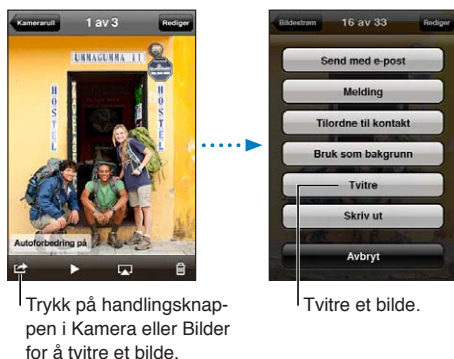 Kamerarull 1 av 3 Rediger
UMMAGUMMA III
HOSTEL
HOSTEL
Autoforbedring på
Bildestrøm 16 av 33 Rediger
Send med e-post
Melding
Tilordne til kontakt
Bruk som bakgrunn
Tvitre
Skriv ut
Avbryt
Trykk på handlingsknap-
pen i Kamera eller Bilder
for å tvitre et bilde.
Tvitre et bilde.